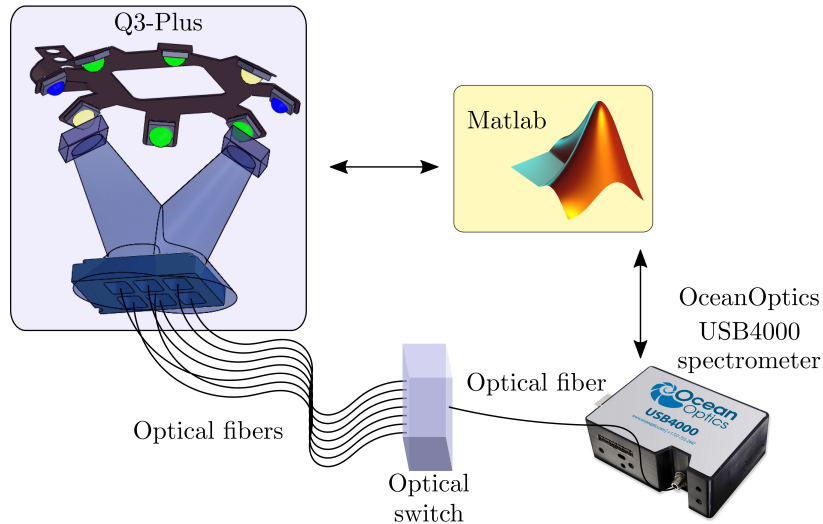 Q3-Plus
Matlab
OceanOptics
USB4000
spectrometer
Optical fiber
Optical fibers
Optical
switch
Ocean
Optics
USB4000